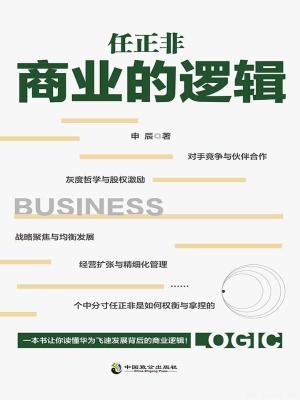 任正非
商业的逻辑
申 辰◎著
对手竞争与伙伴合作
灰度哲学与股权激励
BUSINESS
战略聚焦与均衡发展
经营扩张与精细化管理
……
个中分寸任正非是如何权衡与拿捏的
一本书让你读懂华为飞速发展背后的商业逻辑！
LOGIC
中国致公出版社
China Zhigong Press